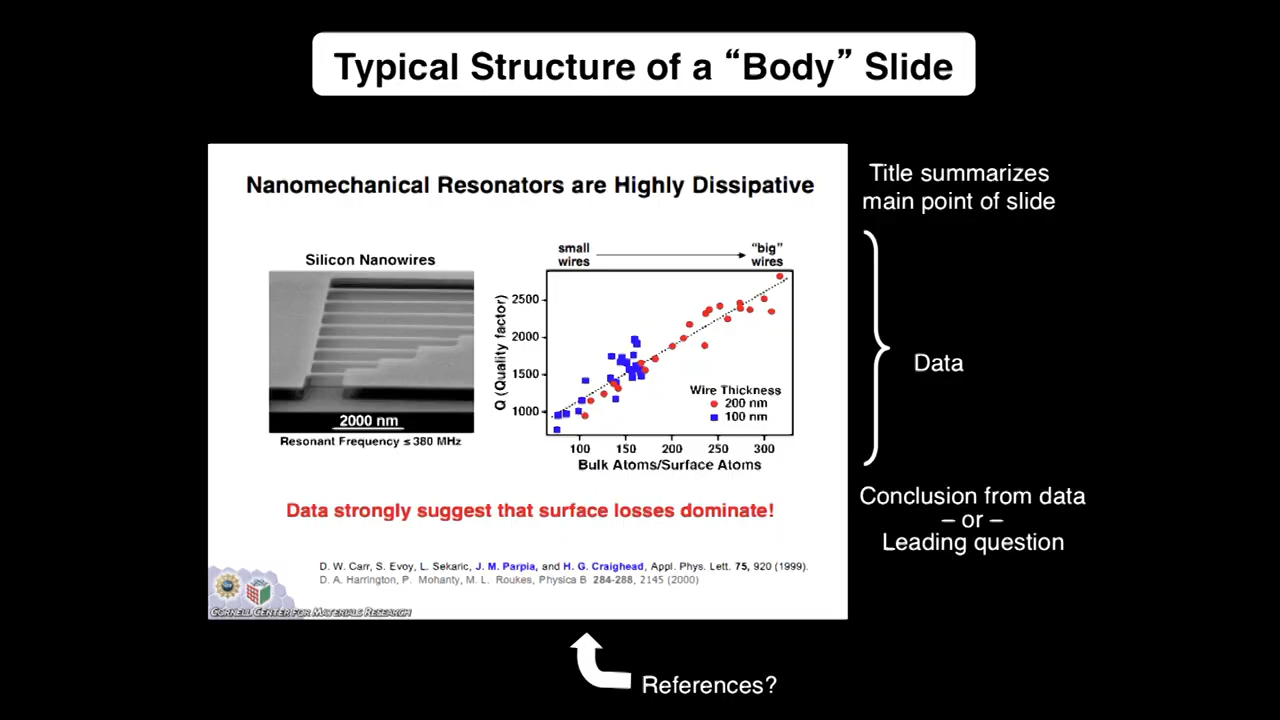 Typical Structure of a “Body” Slide
Nanomechanical Resonators are Highly Dissipative
Title summarizes
main point of slide
Silicon Nanowires
2000 nm
Resonant Frequency ≤ 380 MHz
small
wires
“big”
wires
Q (Quality factor)
2500
2000
1500
1000
Wire Thickness
200 nm
100 nm
100 150 200 250 300
Bulk Atoms/Surface Atoms
Data
Data strongly suggest that surface losses dominate!
Conclusion from data
– or –
Leading question
D. W. Carr, S. Evoy, L. Sekaric, J. M. Parpia, and H. G. Craighead, Appl. Phys. Lett. 75, 920 (1999).
D. A. Harrington, P. Mohanty, M. L. Roukes, Physica B 284-288, 2145 (2000)
Cornell Center for Materials Research
References?